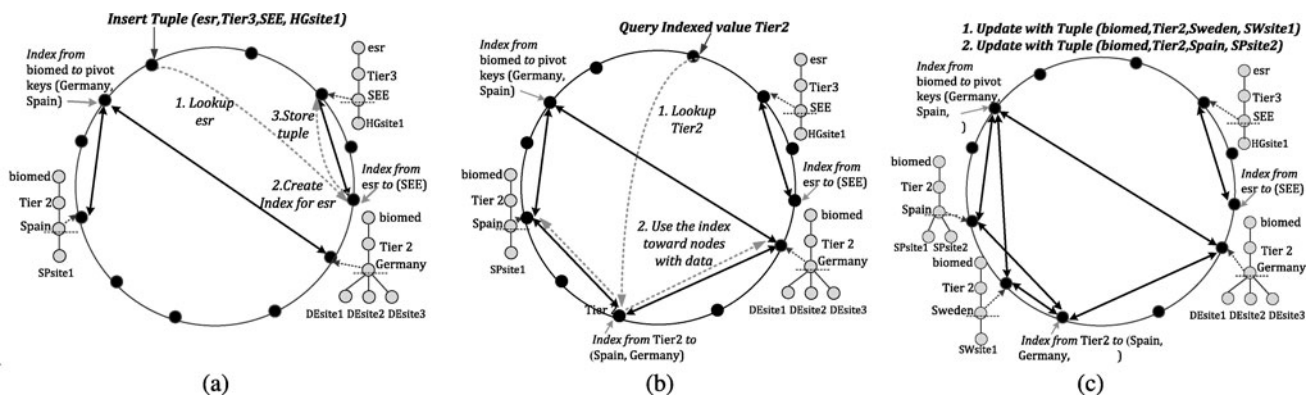 Insert Tuple (esr,Tier3,SEE, HGsite1)
Index from
biomed to pivot
keys (Germany,
Spain)
1. Lookup
esr
3.Store
tuple
2.Create
Index for esr
esr
Tier3
SEE
HGsite1
Index from
esr to (SEE)
biomed
Tier 2
Spain
SPsite1
biomed
Tier 2
Germany
DEsite1 DEsite2 DEsite3
(a)
Query Indexed value Tier2
Index from
biomed to pivot
keys (Germany,
Spain)
1. Lookup
Tier2
2. Use the index
toward nodes
with data
esr
Tier3
SEE
HGsite1
Index from
esr to (SEE)
biomed
Tier 2
Spain
SPsite1
biomed
Tier 2
Germany
DEsite1 DEsite2 DEsite3
Tier
Index from Tier2 to
(Spain, Germany)
(b)
1. Update with Tuple (biomed,Tier2,Sweden, SWsite1)
2. Update with Tuple (biomed,Tier2,Spain, SPsite2)
Index from
biomed to pivot
keys (Germany,
Spain,
)
esr
Tier3
SEE
HGsite1
Index from
esr to (SEE)
biomed
Tier 2
Spain
SPsite1 SPsite2
biomed
Tier 2
Sweden
SWsite1
biomed
Tier 2
Germany
DEsite1 DEsite2 DEsite3
Index from Tier2 to (Spain,
Germany, )
(c)